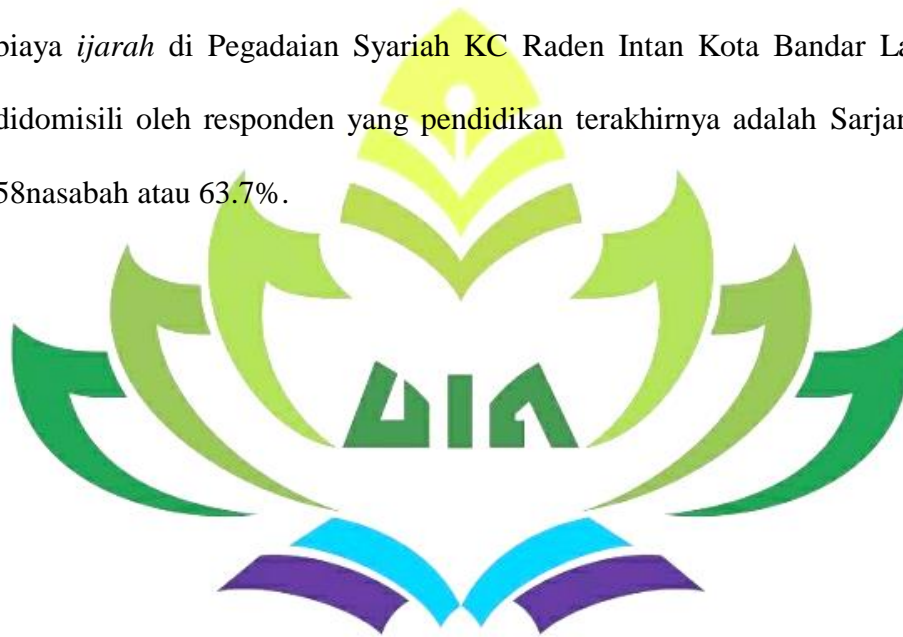 biaya ijarah di Pegadaian Syariah KC Raden Intan Kota Bandar La
didomisili oleh responden yang pendidikan terakhirnya adalah Sarjan
58nasabah atau 63.7%.
UIN